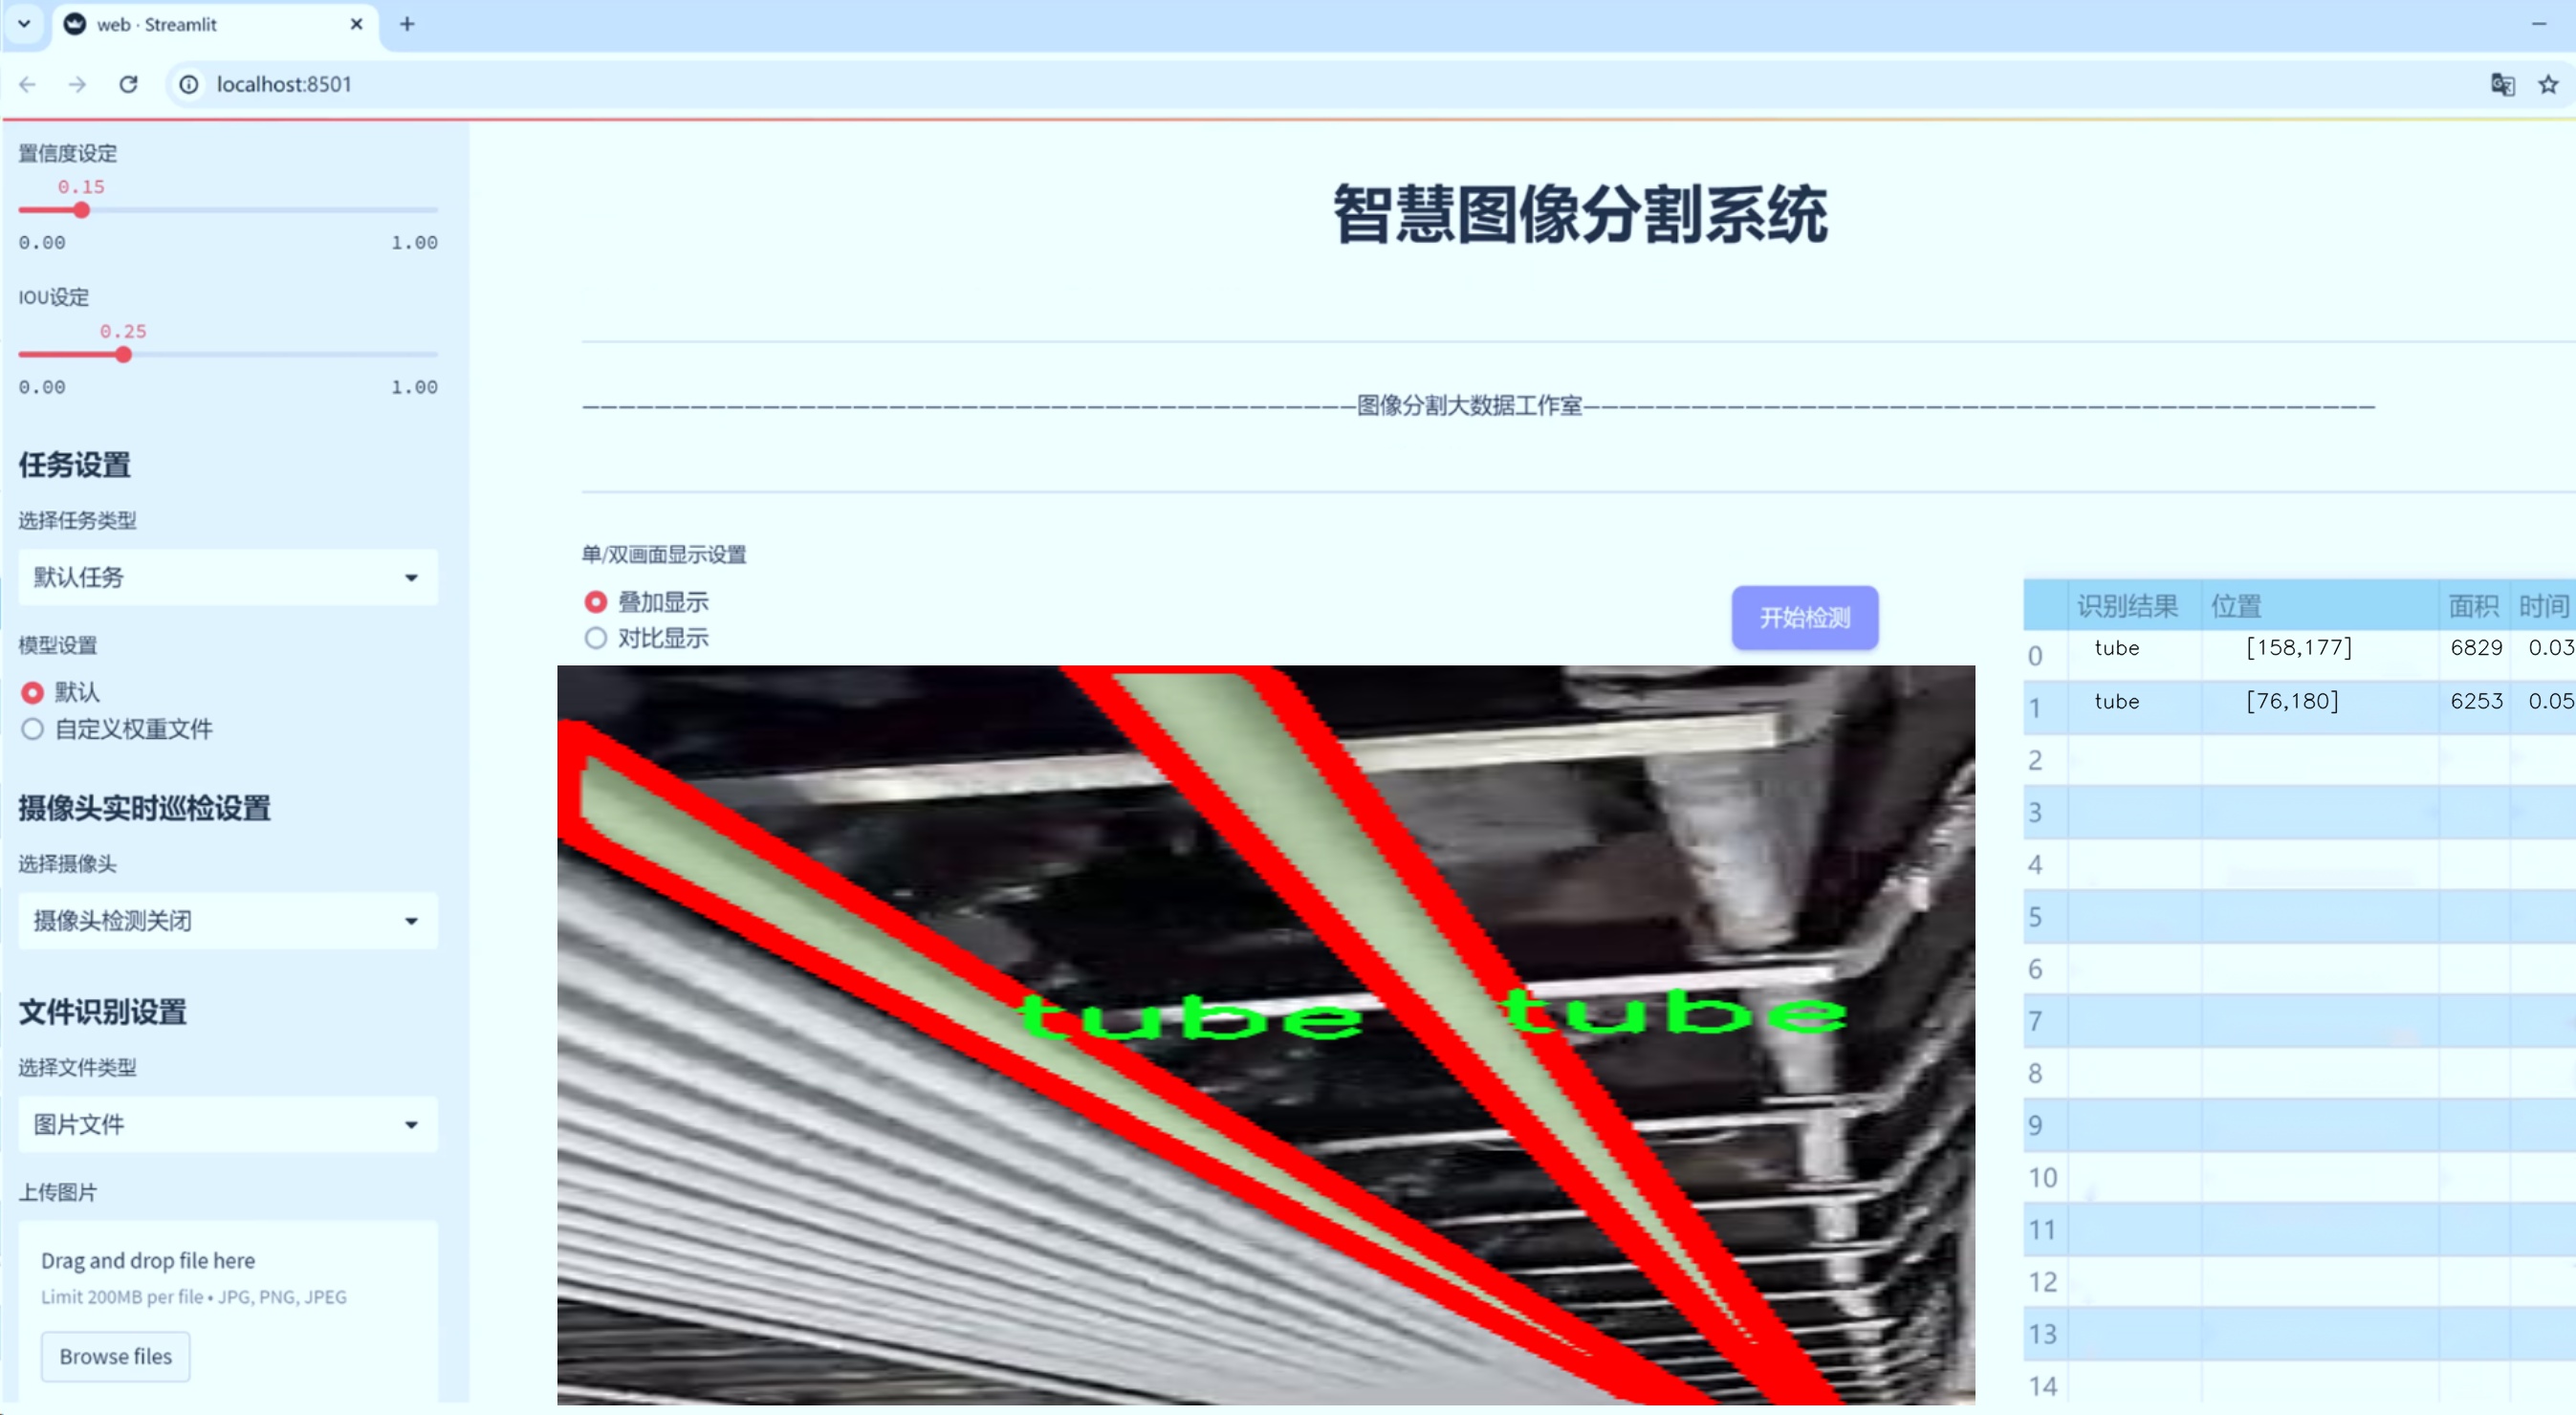 web · Streamlit
localhost:8501
置信度设定
0.15
0.00 1.00
IOU设定
0.25
0.00 1.00
任务设置
选择任务类型
默认任务
模型设置
默认
自定义权重文件
摄像头实时巡检设置
选择摄像头
摄像头检测关闭
文件识别设置
选择文件类型
图片文件
上传图片
Drag and drop file here
Limit 200MB per file • JPG, PNG, JPEG
Browse files
智慧图像分割系统
———————————————————————————————————————————图像分割大数据工作室————————————————————————————————————————————
单/双画面显示设置
叠加显示
对比显示
开始检测
tube tube
识别结果 位置 面积 时间
0 tube [158,177] 6829 0.03
1 tube [76,180] 6253 0.05
2
3
4
5
6
7
8
9
10
11
12
13
14